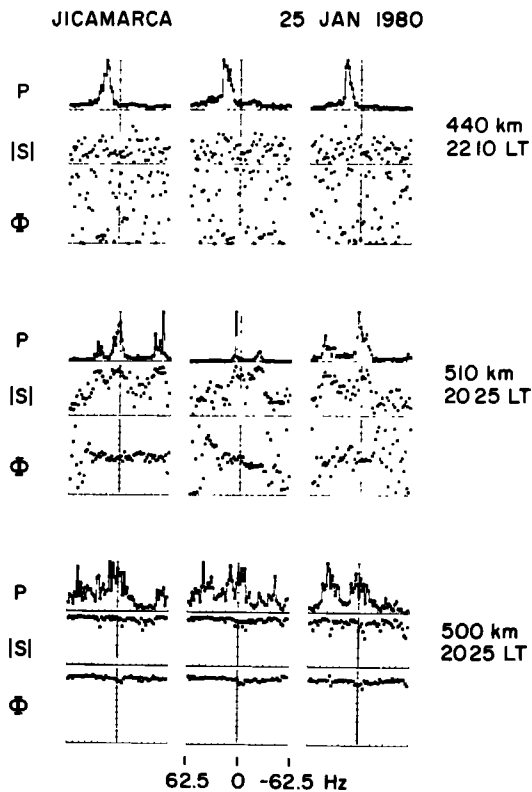 JICAMARCA 25 JAN 1980
P
|S|
Φ
440 km
2210 LT
P
|S|
Φ
510 km
2025 LT
P
|S|
Φ
500 km
2025 LT
62.5 0 -62.5 Hz